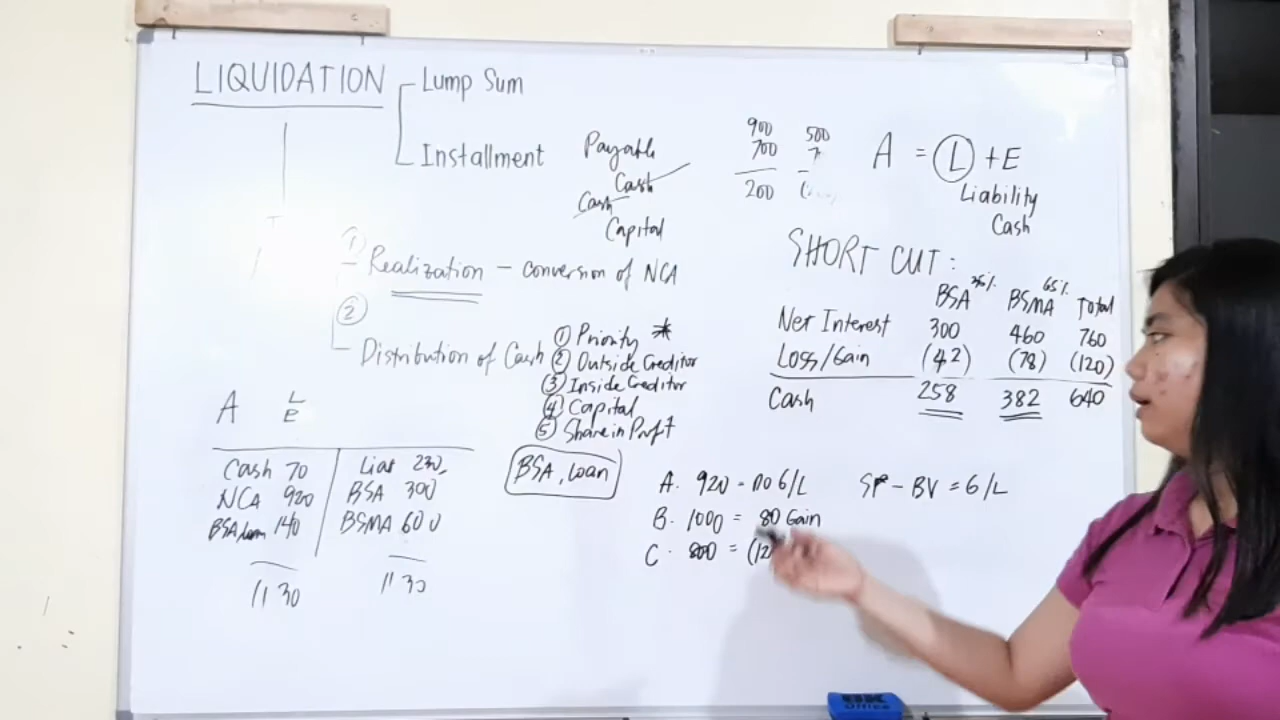 LIQUIDATION
Lump Sum
Installment
Payable
Cash
Cash
Capital
900 500
700
200
A = L + E
Liability
Cash
① Realization - conversion of NCA
② Distribution of Cash
① Priority *
② Outside Creditor
③ Inside Creditor
④ Capital
⑤ Share in Profit
SHORT CUT:
BSA BSMA 65% Total
Net Interest 300 460 760
Loss/Gain (42) (78) (120)
Cash 258 382 640
A L
E
Cash 70 Liab 230
NCA 920 BSA 300
BSA loan 140 BSMA 600
1130 1130
BSA, loan
A. 920 - no G/L
B. 1000 = 80 Gain
C. 800 = (12
SP - BV = G/L